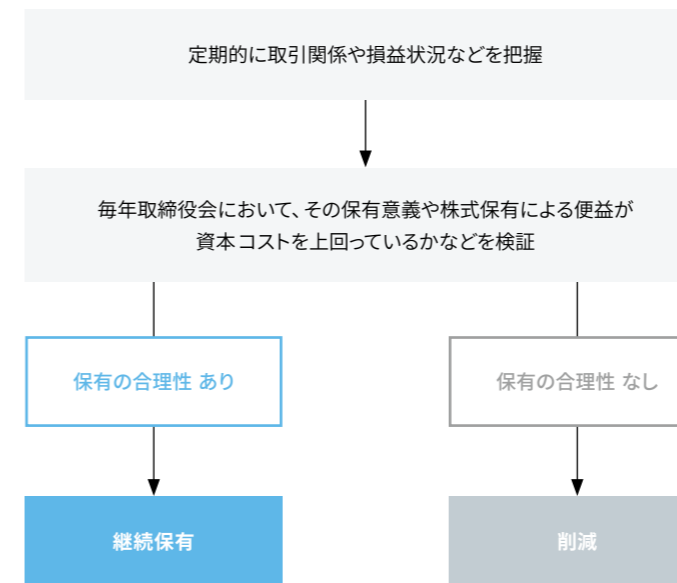 定期的に取引関係や損益状況などを把握
毎年取締役会において、その保有意義や株式保有による便益が
資本コストを上回っているかなどを検証
保有の合理性 あり
保有の合理性 なし
継続保有
削減